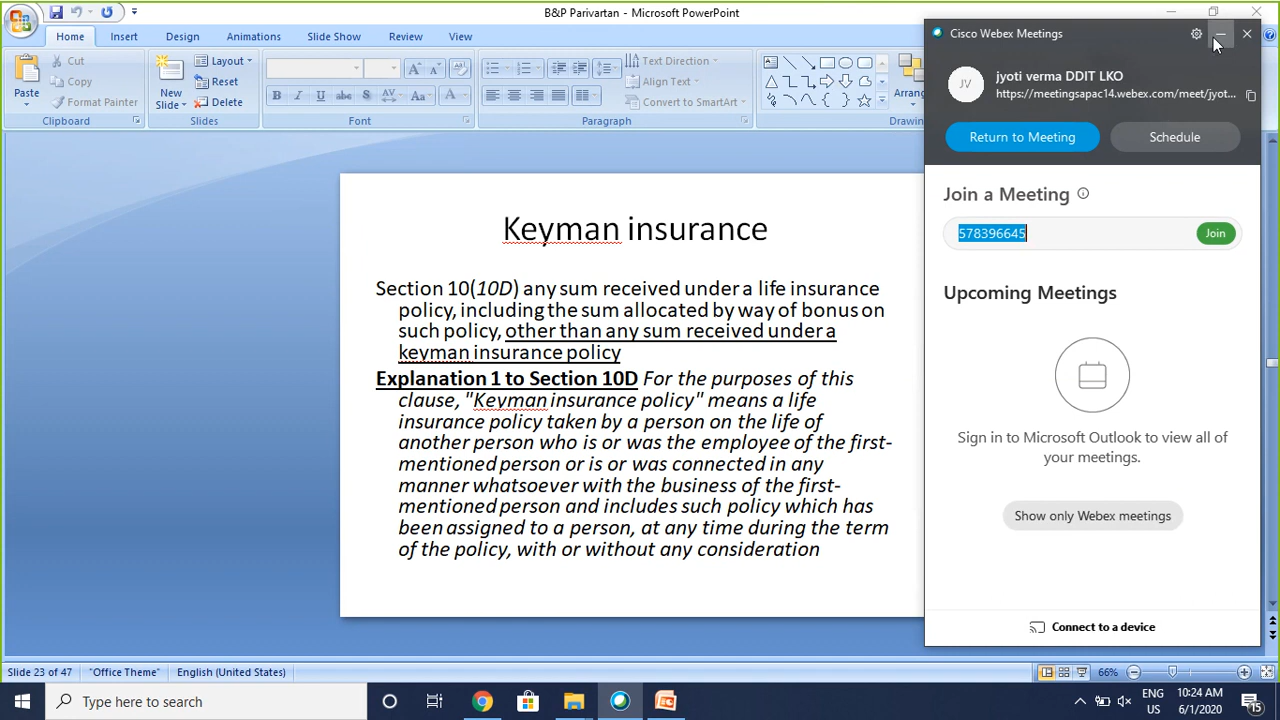 B&P Parivartan - Microsoft PowerPoint
Home Insert Design Animations Slide Show Review View
Paste
Cut
Copy
Format Painter
Clipboard
New Slide
Layout
Reset
Delete
Slides
B I U abc S AV Aa A
Font
Text Direction
Align Text
Convert to SmartArt
Paragraph
Arrang
Drawin
Keyman insurance
Section 10(10D) any sum received under a life insurance
policy, including the sum allocated by way of bonus on
such policy, other than any sum received under a
keyman insurance policy
Explanation 1 to Section 10D For the purposes of this
clause, "Keyman insurance policy" means a life
insurance policy taken by a person on the life of
another person who is or was the employee of the first-
mentioned person or is or was connected in any
manner whatsoever with the business of the first-
mentioned person and includes such policy which has
been assigned to a person, at any time during the term
of the policy, with or without any consideration
Cisco Webex Meetings
JV
jyoti verma DDIT LKO
https://meetingsapac14.webex.com/meet/jyot...
Return to Meeting Schedule
Join a Meeting
578396645 Join
Upcoming Meetings
Sign in to Microsoft Outlook to view all of
your meetings.
Show only Webex meetings
Connect to a device
Slide 23 of 47 "Office Theme" English (United States) 66%
Type here to search
ENG
US
10:24 AM
6/1/2020
15